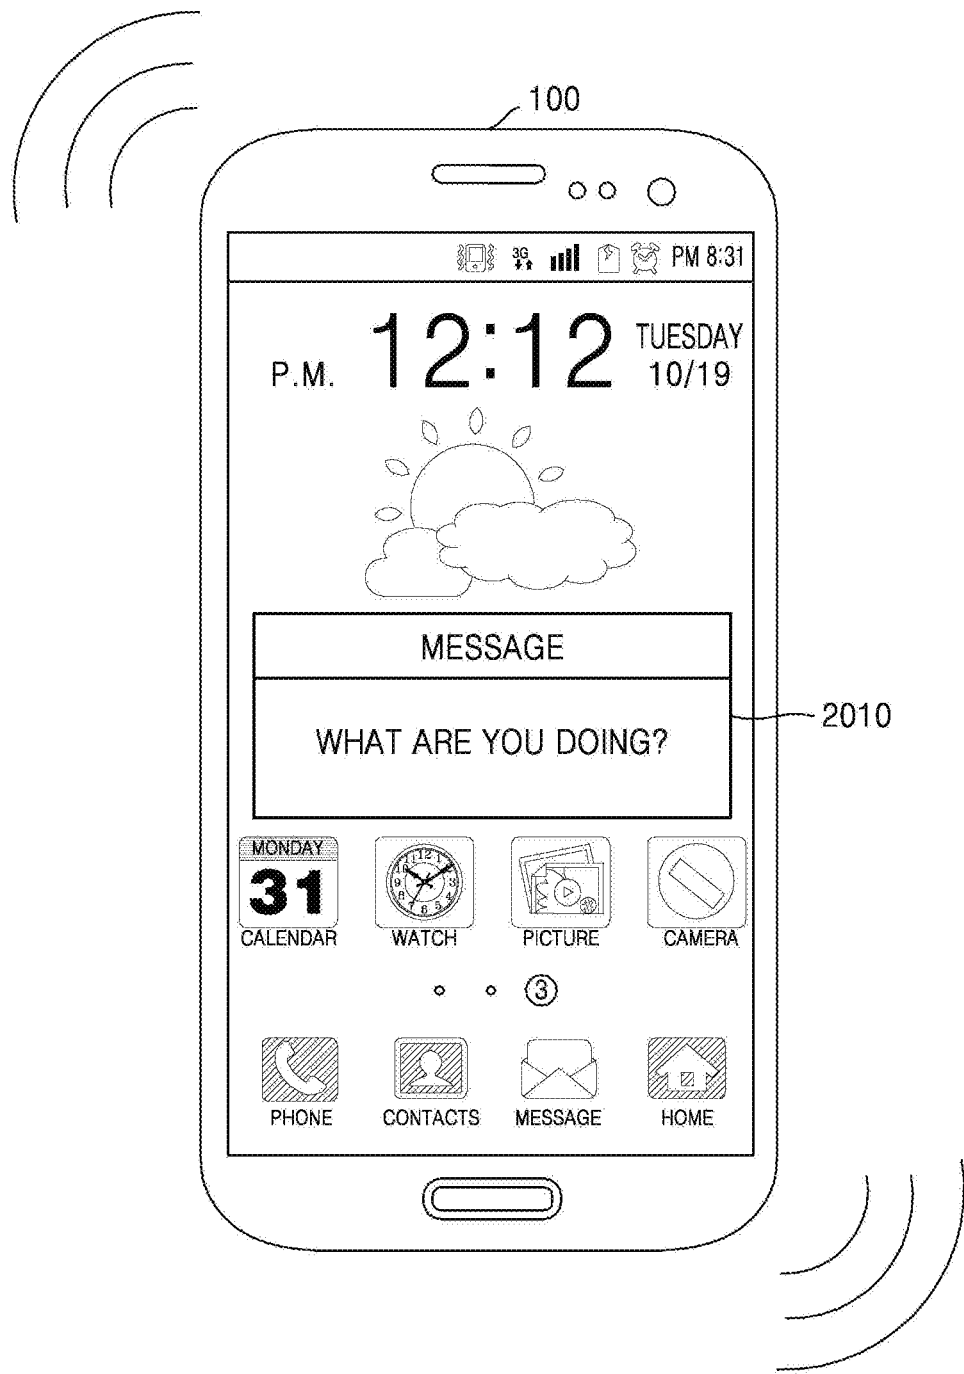 100
3G
PM 8:31
P.M. 12:12 TUESDAY
10/19
MESSAGE
WHAT ARE YOU DOING?
2010
MONDAY
31
CALENDAR WATCH PICTURE CAMERA
3
PHONE CONTACTS MESSAGE HOME